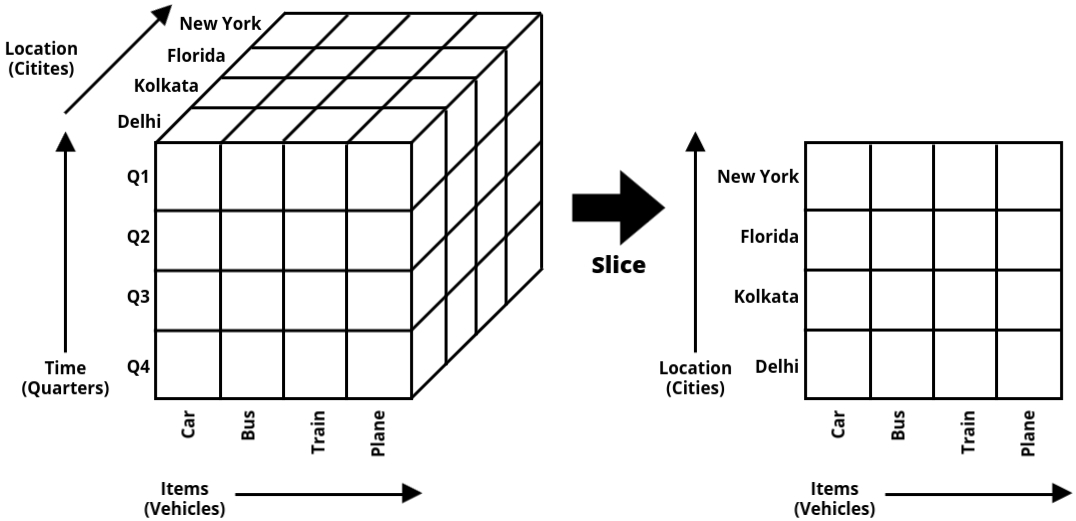 Location
(Citites)
New York
Florida
Kolkata
Delhi
Q1
Q2
Q3
Q4
Time
(Quarters)
Car
Bus
Train
Plane
Items
(Vehicles)
Slice
New York
Florida
Kolkata
Delhi
Location
(Cities)
Car
Bus
Train
Plane
Items
(Vehicles)